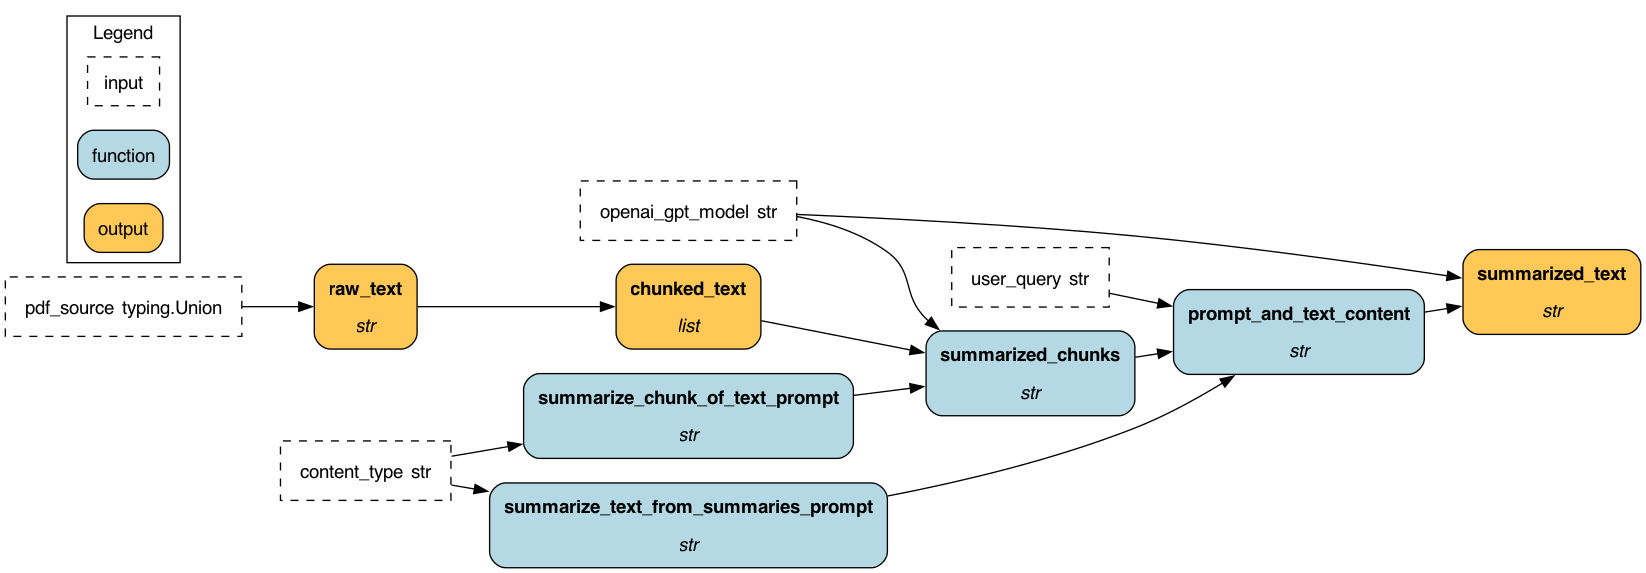 Legend
input
function
output
pdf_source typing.Union
raw_text
str
chunked_text
list
openai_gpt_model str
user_query str
summarized_text
str
prompt_and_text_content
str
summarized_chunks
str
summarize_chunk_of_text_prompt
str
content_type str
summarize_text_from_summaries_prompt
str